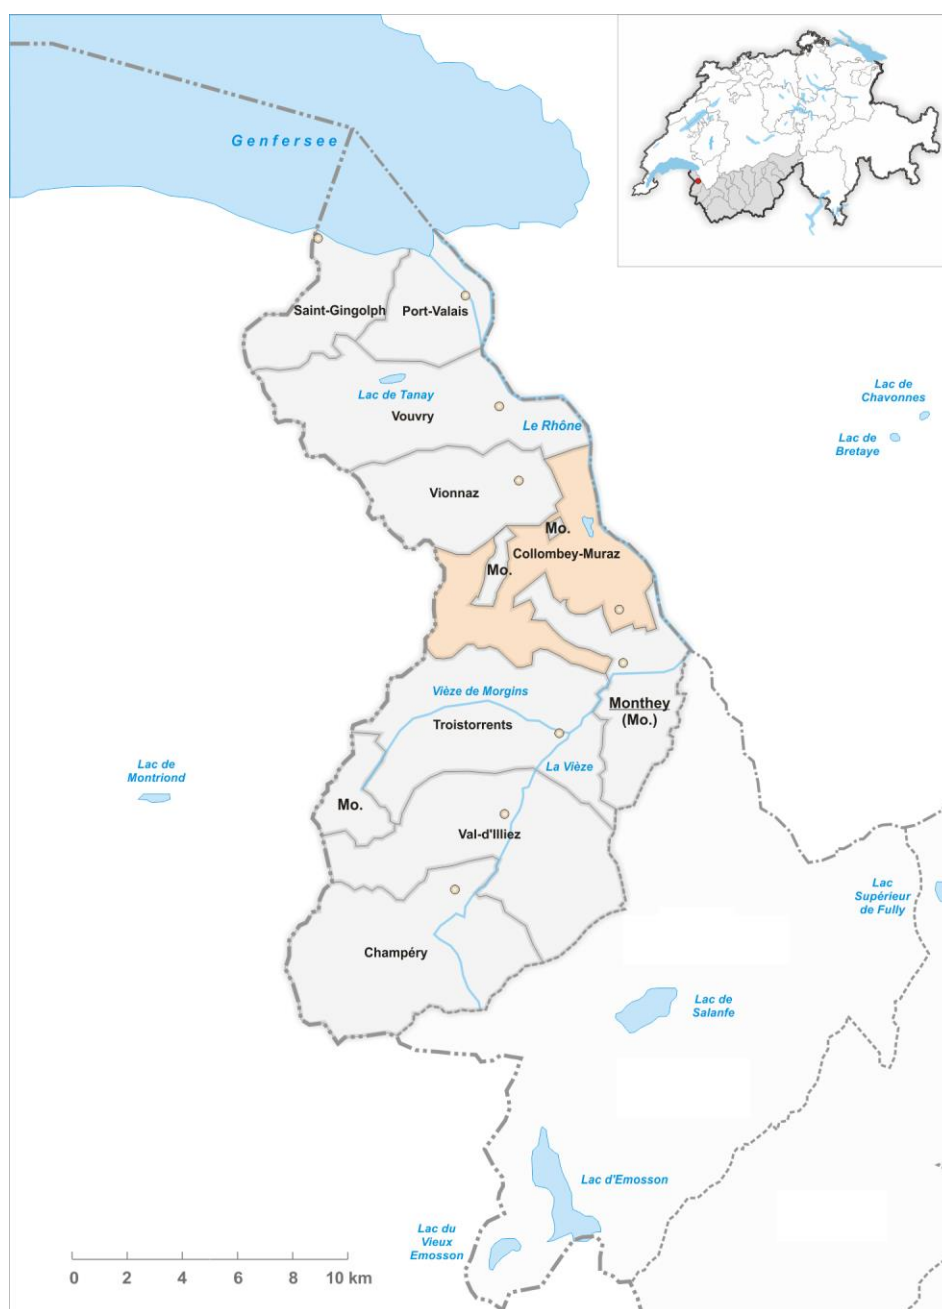 Genfersee
Saint-Gingolph
Port-Valais
Lac de Tanay
Vouvry
Le Rhône
Lac de
Chavonnes
Lac de
Bretaye
Vionnaz
Mo.
Collombey-Muraz
Mo.
Vièze de Morgins
Troistorrents
Monthey
(Mo.)
Lac de
Montriond
La Vièze
Mo.
Val-d'Illiez
Lac
Supérieur
de Fully
Champéry
Lac de
Salanfe
Lac d'Emosson
Lac du
Vieux
Emosson
0 2 4 6 8 10 km